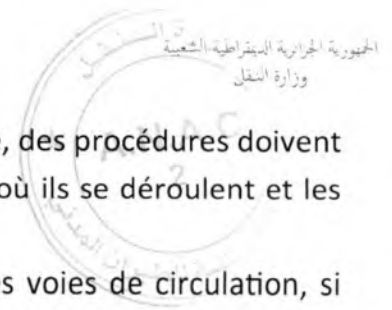 الجمهورية الجزائرية الديمقراطية الشعبية
وزارة النقل
, des procédures doivent
où ils se déroulent et les
s voies de circulation, si
A.N.A.C
2